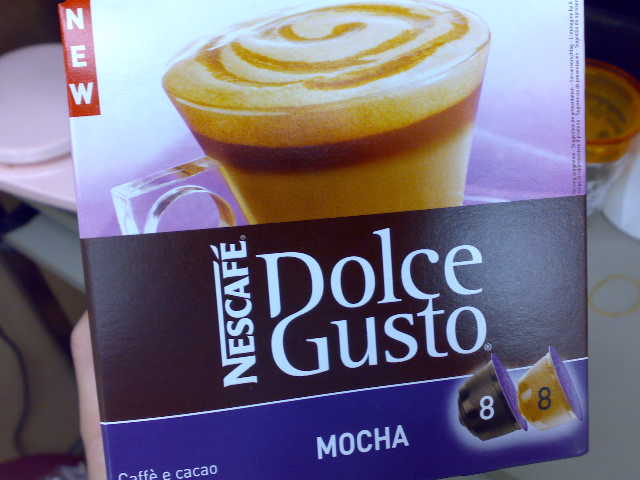 NEW
NESCAFÉ®
DOLCE
GUSTO®
8
8
MOCHA
Caffè e cacao